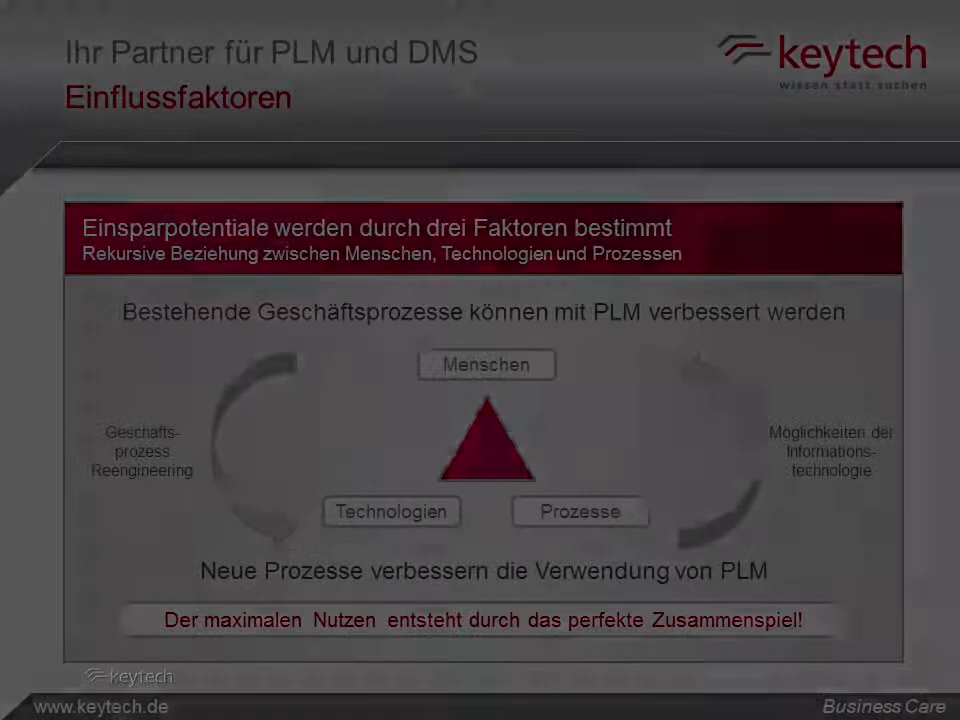 Ihr Partner für PLM und DMS
Einflussfaktoren
keytech
wissen statt suchen
Einsparpotentiale werden durch drei Faktoren bestimmt
Rekursive Beziehung zwischen Menschen, Technologien und Prozessen
Bestehende Geschäftsprozesse können mit PLM verbessert werden
Menschen
Geschäfts-
prozess
Reengineering
Möglichkeiten der
Informations-
technologie
Technologien
Prozesse
Neue Prozesse verbessern die Verwendung von PLM
Der maximalen Nutzen entsteht durch das perfekte Zusammenspiel!
keytech
www.keytech.de
Business Care